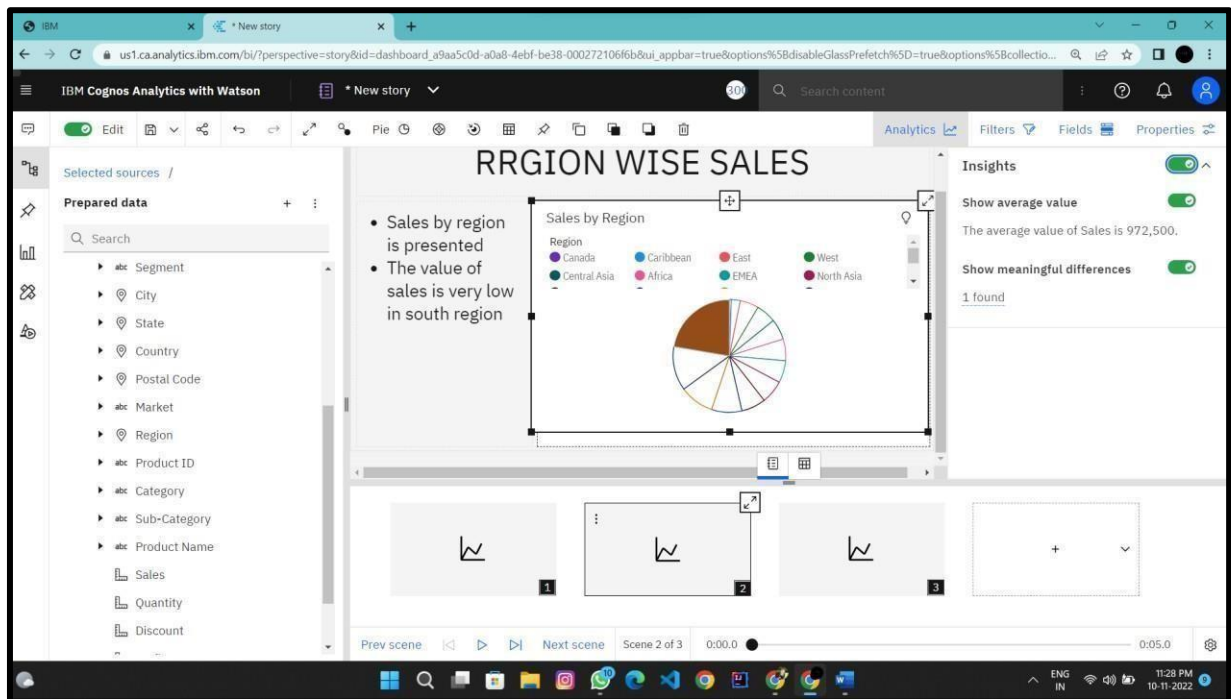 IBM
* New story
us1.ca.analytics.ibm.com/bi/?perspective=story&id=dashboard_a9aa5c0d-a0a8-4ebf-be38-000272106f6b&ui_appbar=true&options%5BdisableGlassPrefetch%5D=true&options%5Bcollectio...
IBM Cognos Analytics with Watson
* New story
Search content
Edit
Pie
Analytics
Filters
Fields
Properties
Selected sources /
Prepared data
Search
abc Segment
City
State
Country
Postal Code
abc Market
Region
abc Product ID
abc Category
abc Sub-Category
abc Product Name
Sales
Quantity
Discount
RRGION WISE SALES
• Sales by region
is presented
• The value of
sales is very low
in south region
Sales by Region
Region
Canada Caribbean East West
Central Asia Africa EMEA North Asia
Insights
Show average value
The average value of Sales is 972,500.
Show meaningful differences
1 found
1
2
3
Prev scene
Next scene
Scene 2 of 3
0:00.0
0:05.0
10
ENG
IN
11:28 PM
10-11-2022